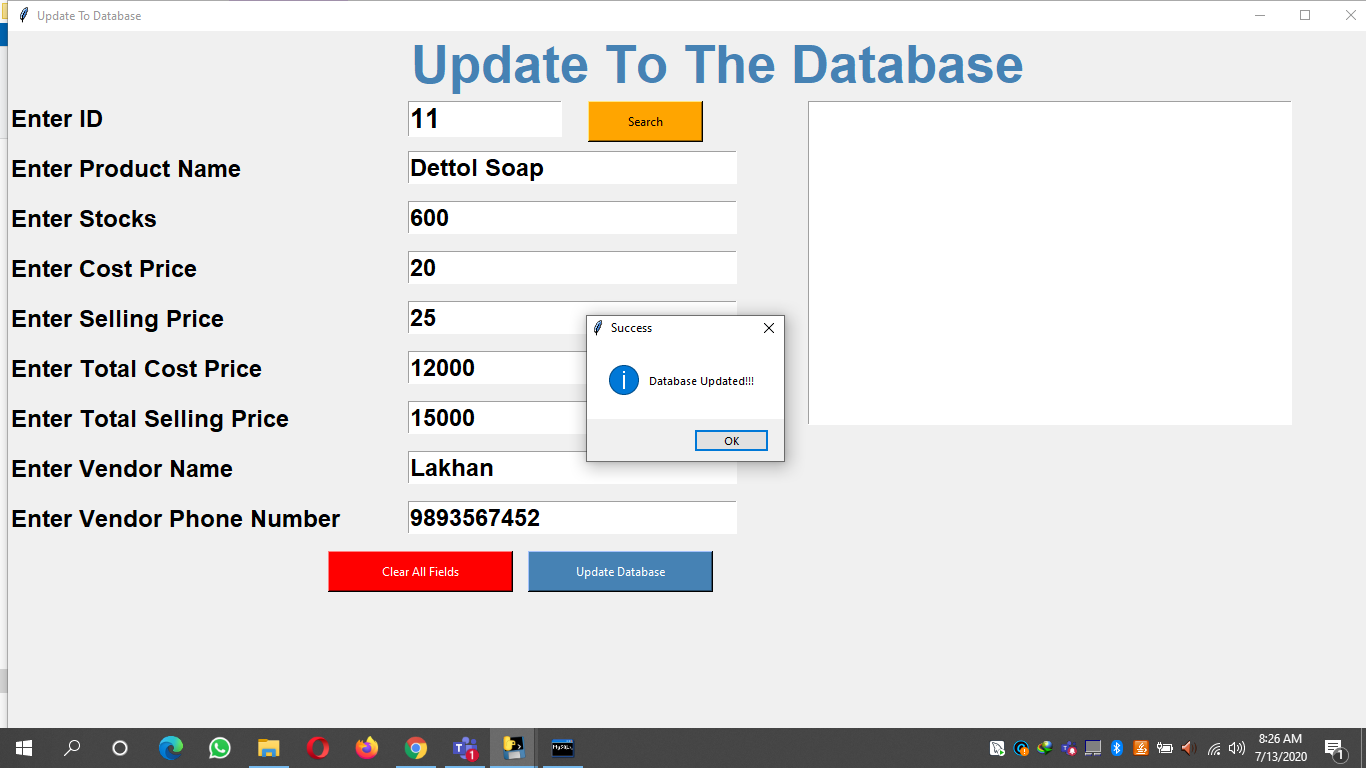 Update To Database
Update To The Database
Enter ID
11
Search
Enter Product Name
Dettol Soap
Enter Stocks
600
Enter Cost Price
20
Enter Selling Price
25
Enter Total Cost Price
12000
Enter Total Selling Price
15000
Enter Vendor Name
Lakhan
Enter Vendor Phone Number
9893567452
Success
Database Updated!!!
OK
Clear All Fields
Update Database
1
MySQL
8:26 AM
7/13/2020
1